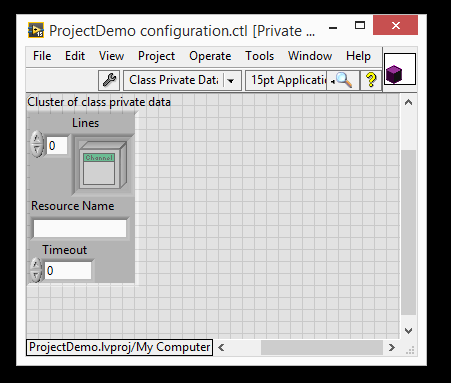 ProjectDemo configuration.ctl [Private ...
File Edit View Project Operate Tools Window Help
Class Private Data 15pt Applicatio ?
Cluster of class private data
Lines
0
Channel
Resource Name
Timeout
0
ProjectDemo.lvproj/My Computer